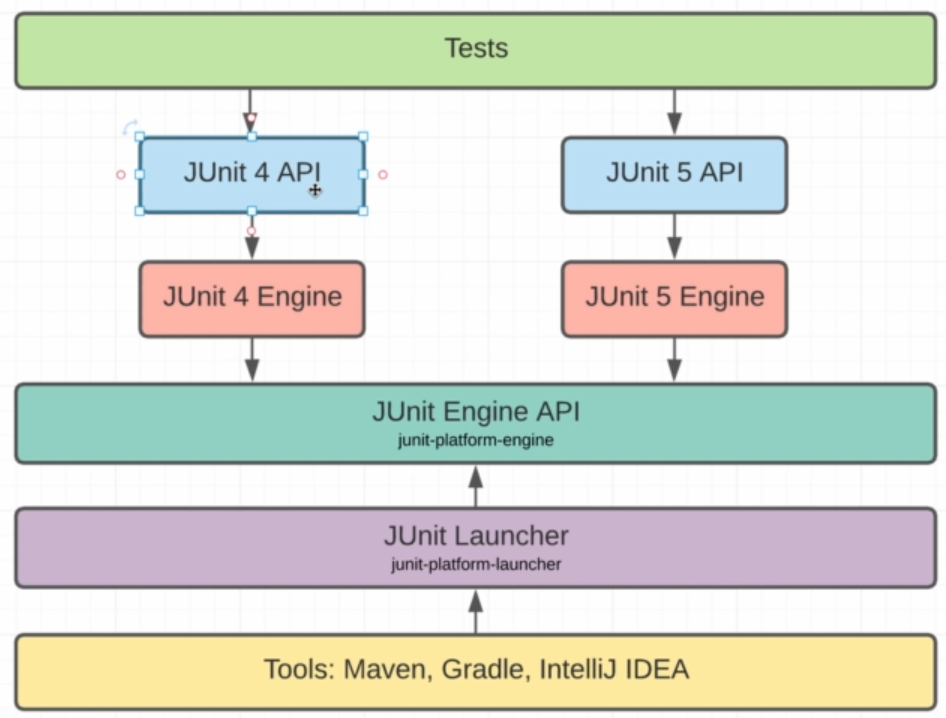 Tests
JUnit 4 API
JUnit 5 API
JUnit 4 Engine
JUnit 5 Engine
JUnit Engine API
junit-platform-engine
JUnit Launcher
junit-platform-launcher
Tools: Maven, Gradle, IntelliJ IDEA